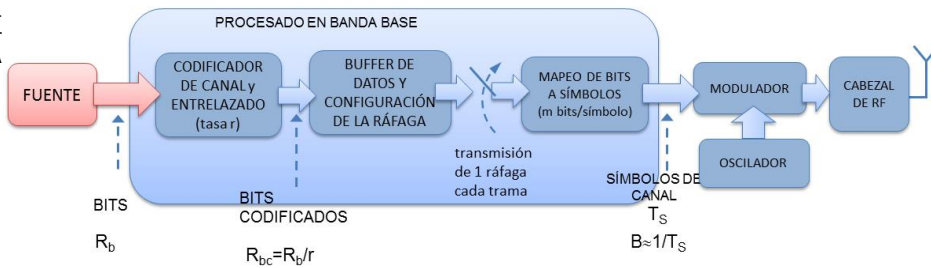 PROCESADO EN BANDA BASE
FUENTE
CODIFICADOR
DE CANAL y
ENTRELAZADO
(tasa r)
BUFFER DE
DATOS Y
CONFIGURACIÓN
DE LA RÁFAGA
MAPEO DE BITS
A SÍMBOLOS
(m bits/símbolo)
MODULADOR
CABEZAL
DE RF
OSCILADOR
transmisión
de 1 ráfaga
cada trama
BITS
R_b
BITS
CODIFICADOS
R_bc=R_b/r
SÍMBOLOS DE
CANAL
T_S
B≈1/T_S